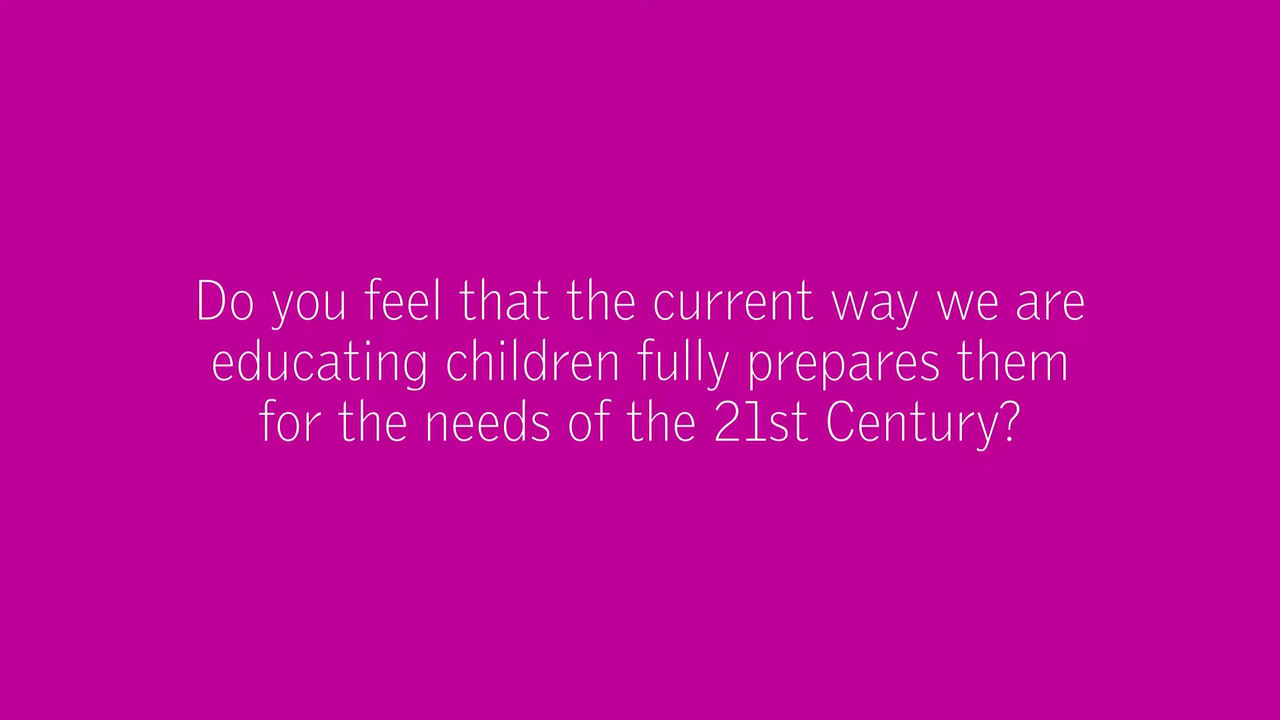 Do you feel that the current way we are
educating children fully prepares them
for the needs of the 21st Century?